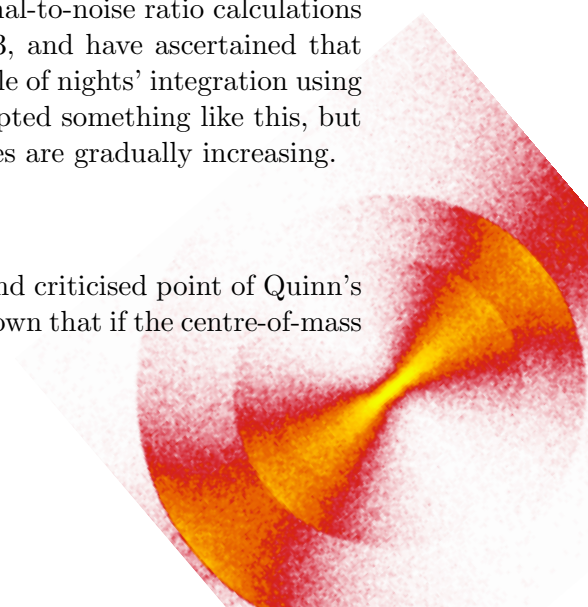 nal-to-noise ratio calculations
3, and have ascertained that
le of nights’ integration using
pted something like this, but
es are gradually increasing.
nd criticised point of Quinn’s
own that if the centre-of-mass